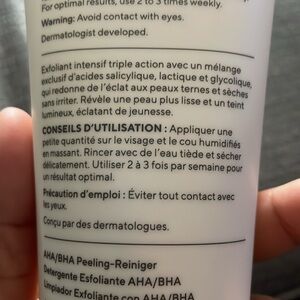 For optimal results, use 2 to 3 times weekly.
Warning: Avoid contact with eyes.
Dermatologist developed.
Exfoliant intensif triple action avec un mélange
exclusif d'acides salicylique, lactique et glycolique,
qui redonne de l'éclat aux peaux ternes et sèches
sans irriter. Révèle une peau plus lisse et un teint
lumineux, éclatant de jeunesse.
CONSEILS D'UTILISATION : Appliquer une
petite quantité sur le visage et le cou humidifiés
en massant. Rincer avec de l'eau tiède et sécher
délicatement. Utiliser 2 à 3 fois par semaine pour
un résultat optimal.
Précaution d'emploi : Éviter tout contact avec
les yeux.
Conçu par des dermatologues.
AHA/BHA Peeling-Reiniger
Detergente Esfoliante AHA/BHA
Limpiador Exfoliante con AHA/BHA